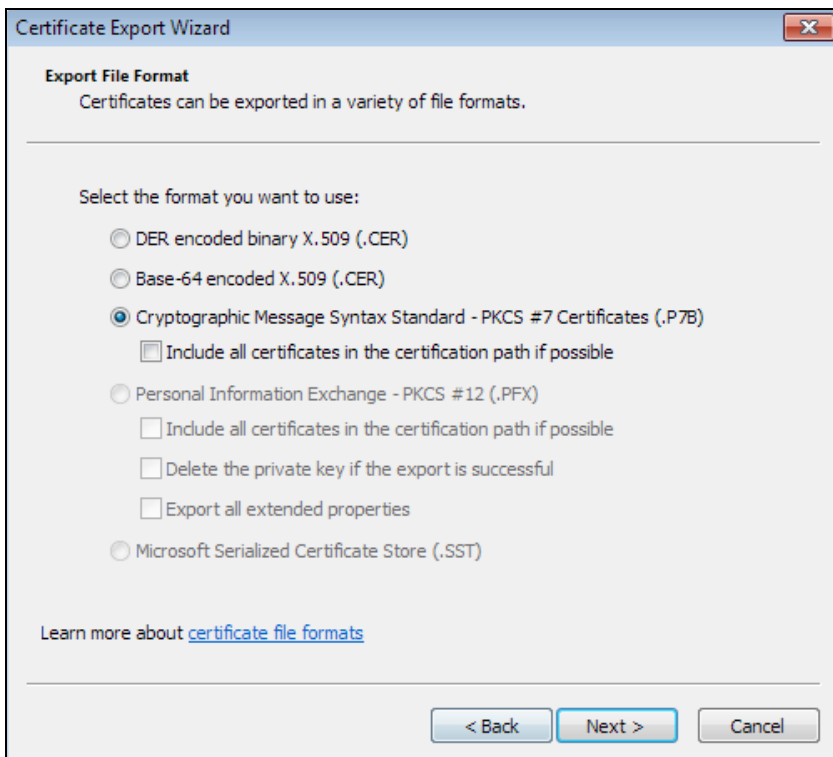 Certificate Export Wizard
Export File Format
Certificates can be exported in a variety of file formats.
Select the format you want to use:
DER encoded binary X.509 (.CER)
Base-64 encoded X.509 (.CER)
Cryptographic Message Syntax Standard - PKCS #7 Certificates (.P7B)
Include all certificates in the certification path if possible
Personal Information Exchange - PKCS #12 (.PFX)
Include all certificates in the certification path if possible
Delete the private key if the export is successful
Export all extended properties
Microsoft Serialized Certificate Store (.SST)
Learn more about certificate file formats
< Back Next > Cancel